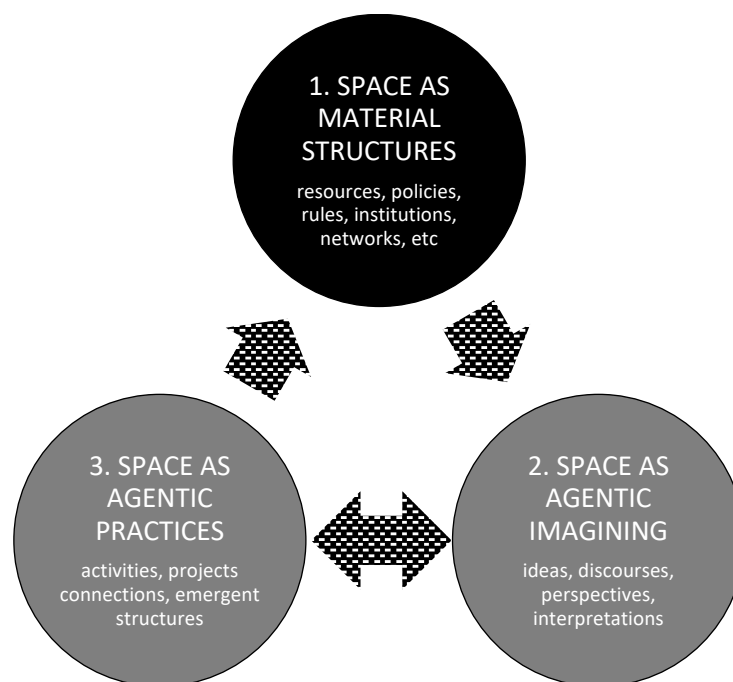 1. SPACE AS
MATERIAL
STRUCTURES
resources, policies,
rules, institutions,
networks, etc
3. SPACE AS
AGENTIC
PRACTICES
activities, projects
connections, emergent
structures
2. SPACE AS
AGENTIC
IMAGINING
ideas, discourses,
perspectives,
interpretations